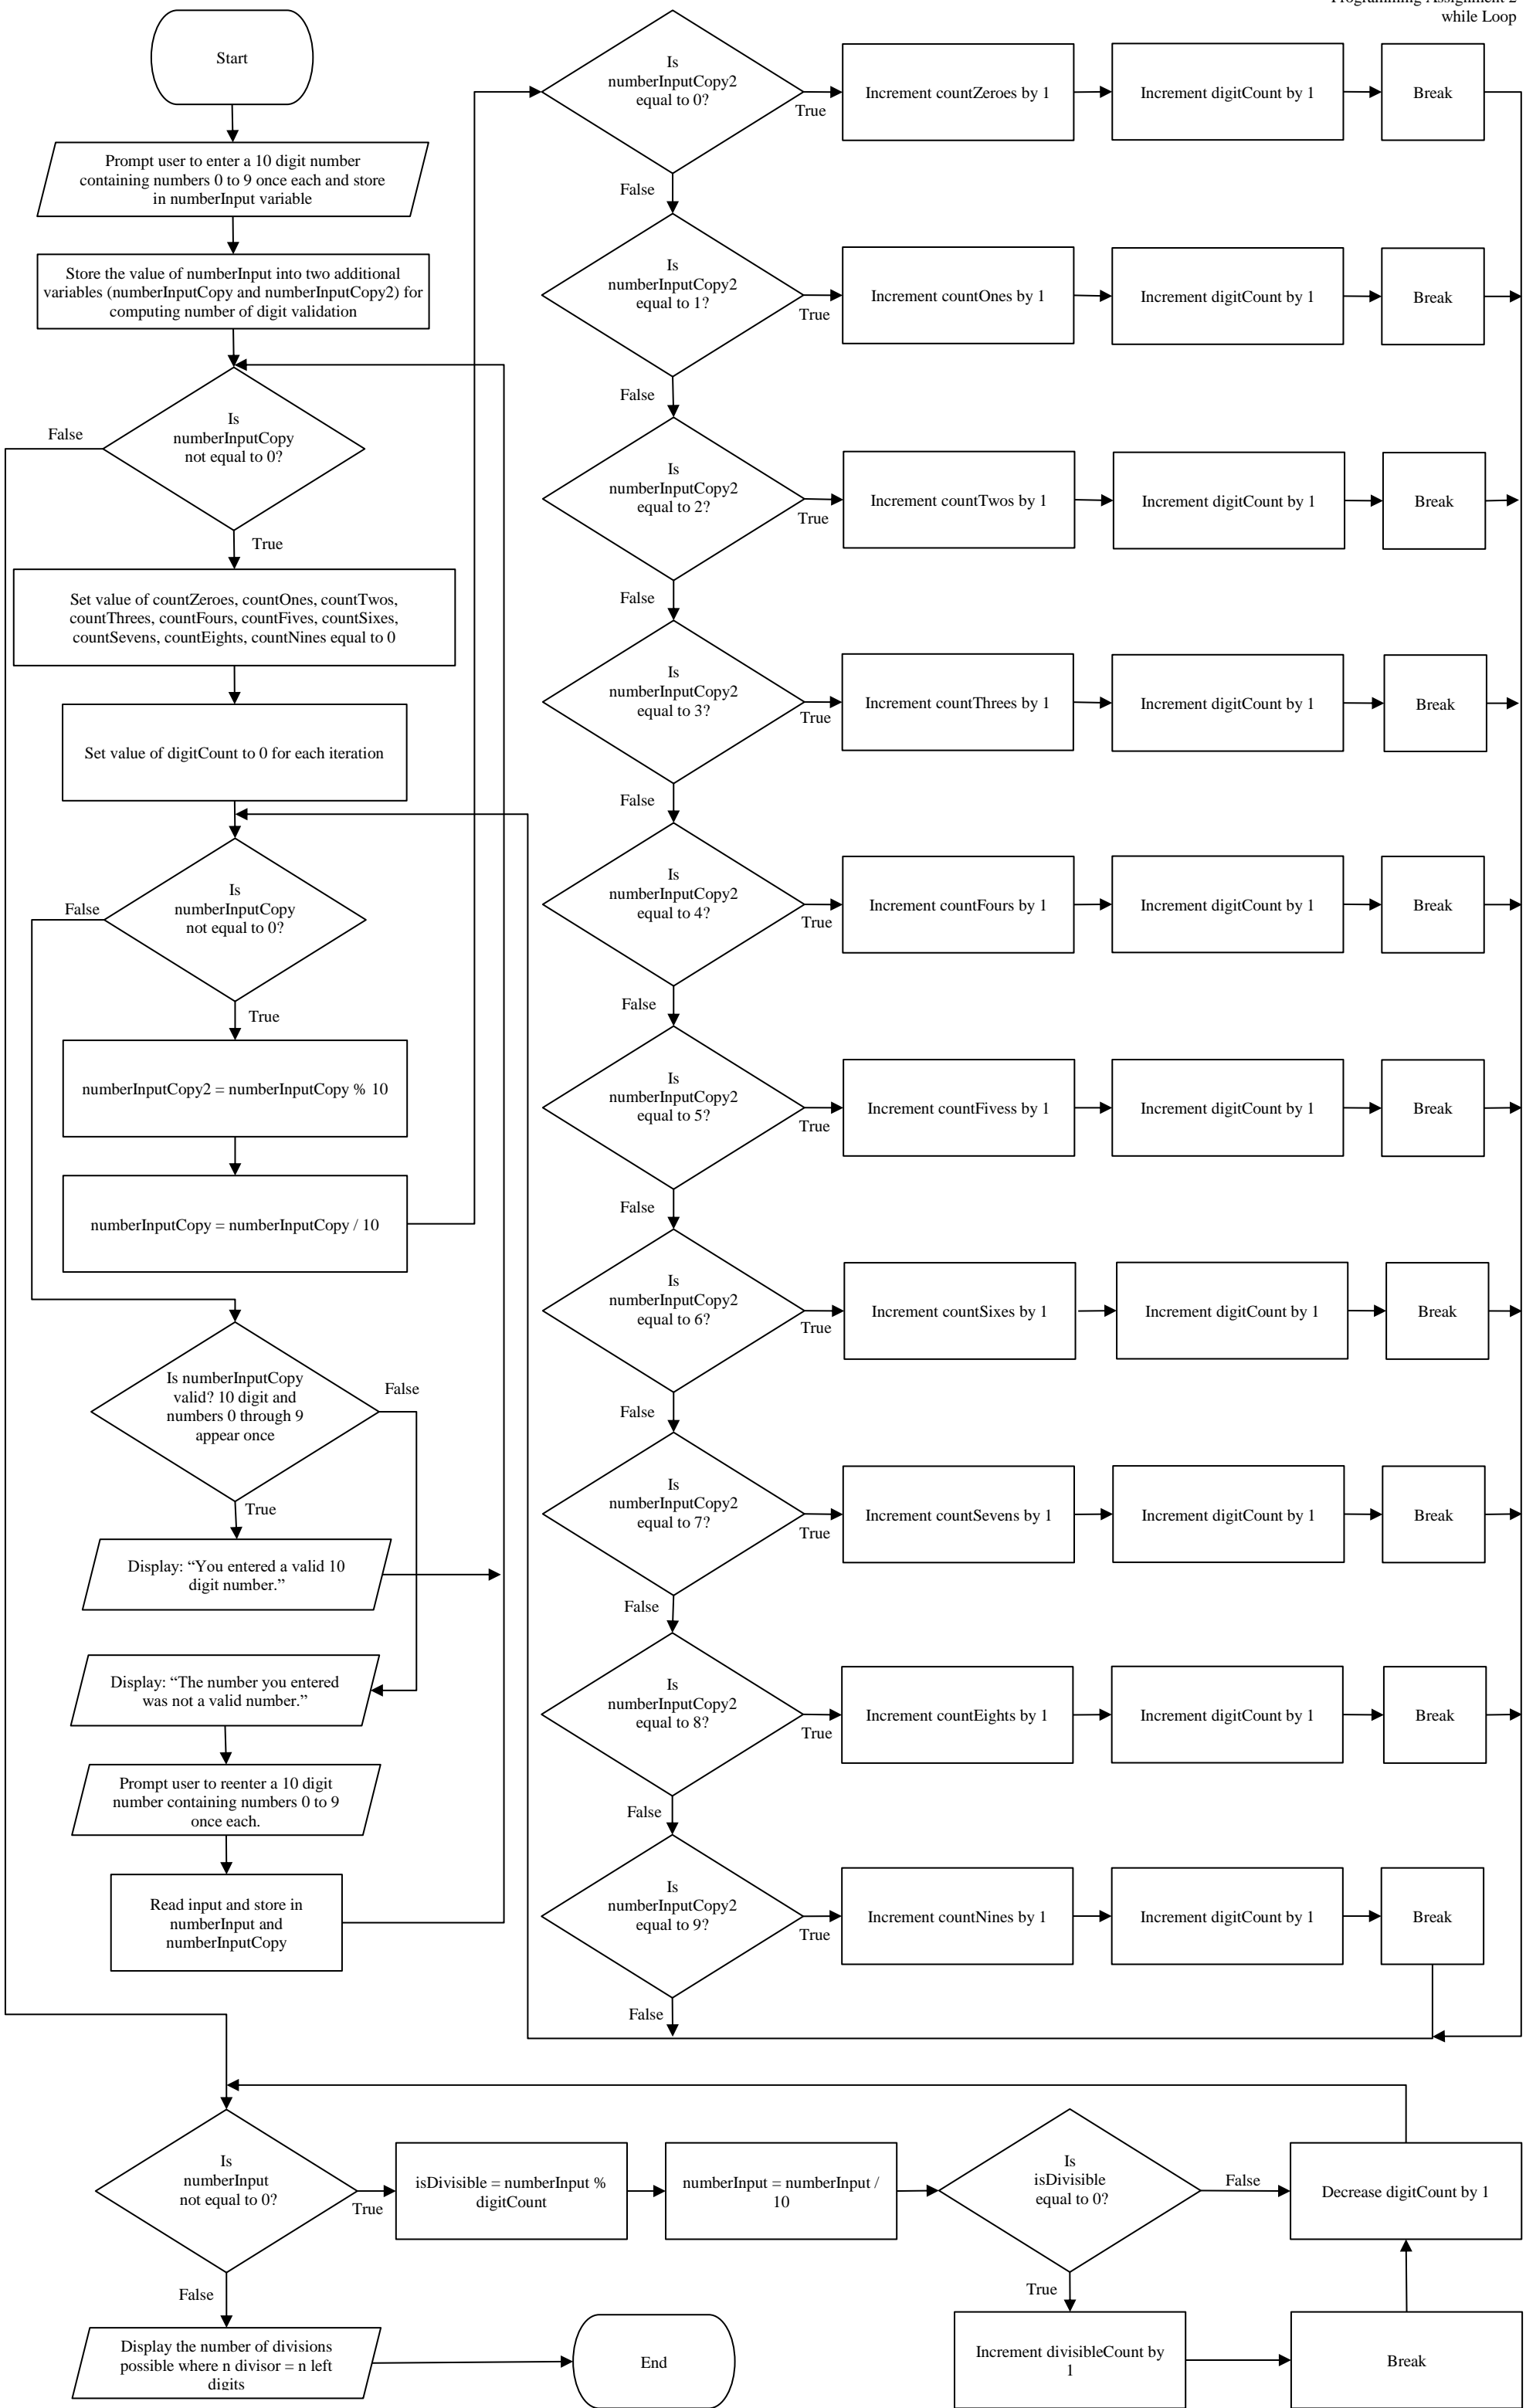 Programming Assignment 2
while Loop
Start
Prompt user to enter a 10 digit number
containing numbers 0 to 9 once each and store
in numberInput variable
Store the value of numberInput into two additional
variables (numberInputCopy and numberInputCopy2) for
computing number of digit validation
Is
numberInputCopy
not equal to 0?
False
True
Set value of countZeroes, countOnes, countTwos,
countThrees, countFours, countFives, countSixes,
countSevens, countEights, countNines equal to 0
Set value of digitCount to 0 for each iteration
Is
numberInputCopy
not equal to 0?
False
True
numberInputCopy2 = numberInputCopy % 10
numberInputCopy = numberInputCopy / 10
Is numberInputCopy
valid? 10 digit and
numbers 0 through 9
appear once
False
True
Display: “You entered a valid 10
digit number.”
Display: “The number you entered
was not a valid number.”
Prompt user to reenter a 10 digit
number containing numbers 0 to 9
once each.
Read input and store in
numberInput and
numberInputCopy
Is
numberInputCopy2
equal to 0?
True
Increment countZeroes by 1
Increment digitCount by 1
Break
False
Is
numberInputCopy2
equal to 1?
True
Increment countOnes by 1
Increment digitCount by 1
Break
False
Is
numberInputCopy2
equal to 2?
True
Increment countTwos by 1
Increment digitCount by 1
Break
False
Is
numberInputCopy2
equal to 3?
True
Increment countThrees by 1
Increment digitCount by 1
Break
False
Is
numberInputCopy2
equal to 4?
True
Increment countFours by 1
Increment digitCount by 1
Break
False
Is
numberInputCopy2
equal to 5?
True
Increment countFivess by 1
Increment digitCount by 1
Break
False
Is
numberInputCopy2
equal to 6?
True
Increment countSixes by 1
Increment digitCount by 1
Break
False
Is
numberInputCopy2
equal to 7?
True
Increment countSevens by 1
Increment digitCount by 1
Break
False
Is
numberInputCopy2
equal to 8?
True
Increment countEights by 1
Increment digitCount by 1
Break
False
Is
numberInputCopy2
equal to 9?
True
Increment countNines by 1
Increment digitCount by 1
Break
False
Is
numberInput
not equal to 0?
True
isDivisible = numberInput %
digitCount
numberInput = numberInput /
10
Is
isDivisible
equal to 0?
False
Decrease digitCount by 1
True
Increment divisibleCount by
1
Break
False
Display the number of divisions
possible where n divisor = n left
digits
End